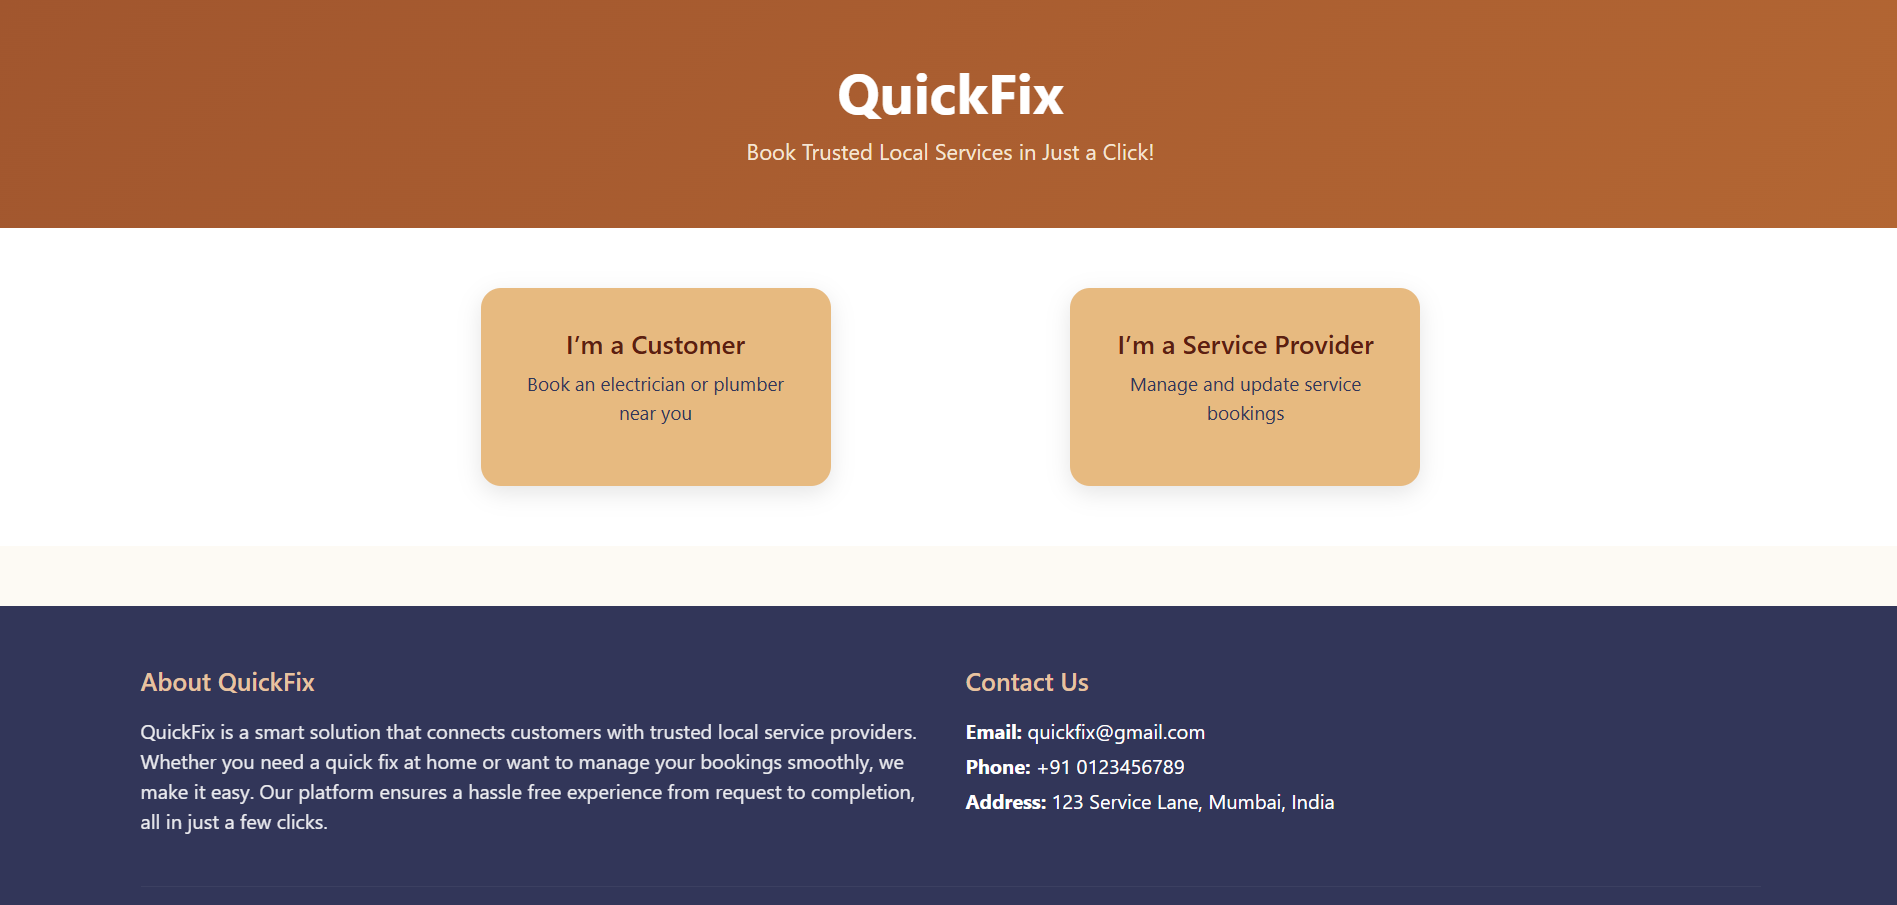 QuickFix
Book Trusted Local Services in Just a Click!
I’m a Customer
Book an electrician or plumber
near you
I’m a Service Provider
Manage and update service
bookings
About QuickFix
QuickFix is a smart solution that connects customers with trusted local service providers.
Whether you need a quick fix at home or want to manage your bookings smoothly, we
make it easy. Our platform ensures a hassle free experience from request to completion,
all in just a few clicks.
Contact Us
Email: quickfix@gmail.com
Phone: +91 0123456789
Address: 123 Service Lane, Mumbai, India